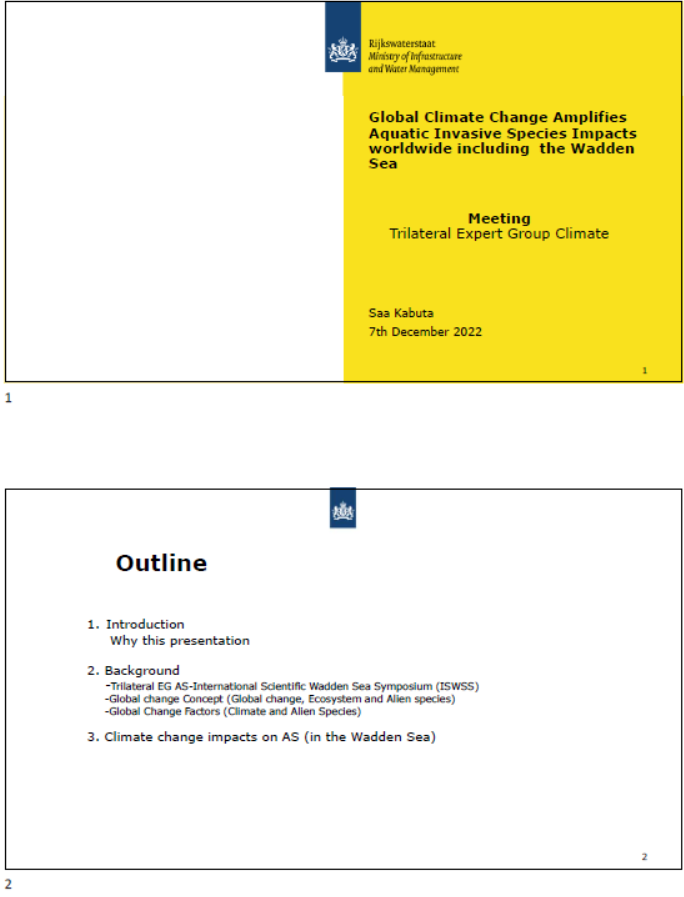 Rijkswaterstaat
Ministry of Infrastructure
and Water Management
Global Climate Change Amplifies
Aquatic Invasive Species Impacts
worldwide including  the Wadden
Sea
Meeting
Trilateral Expert Group Climate
Saa Kabuta
7th December 2022
1
1
Outline
1. Introduction
Why this presentation
2. Background
-Trilateral EG AS-International Scientific Wadden Sea Symposium (ISWSS)
-Global change Concept (Global change, Ecosystem and Alien species)
-Global Change Factors (Climate and Alien Species)
3. Climate change impacts on AS (in the Wadden Sea)
2
2